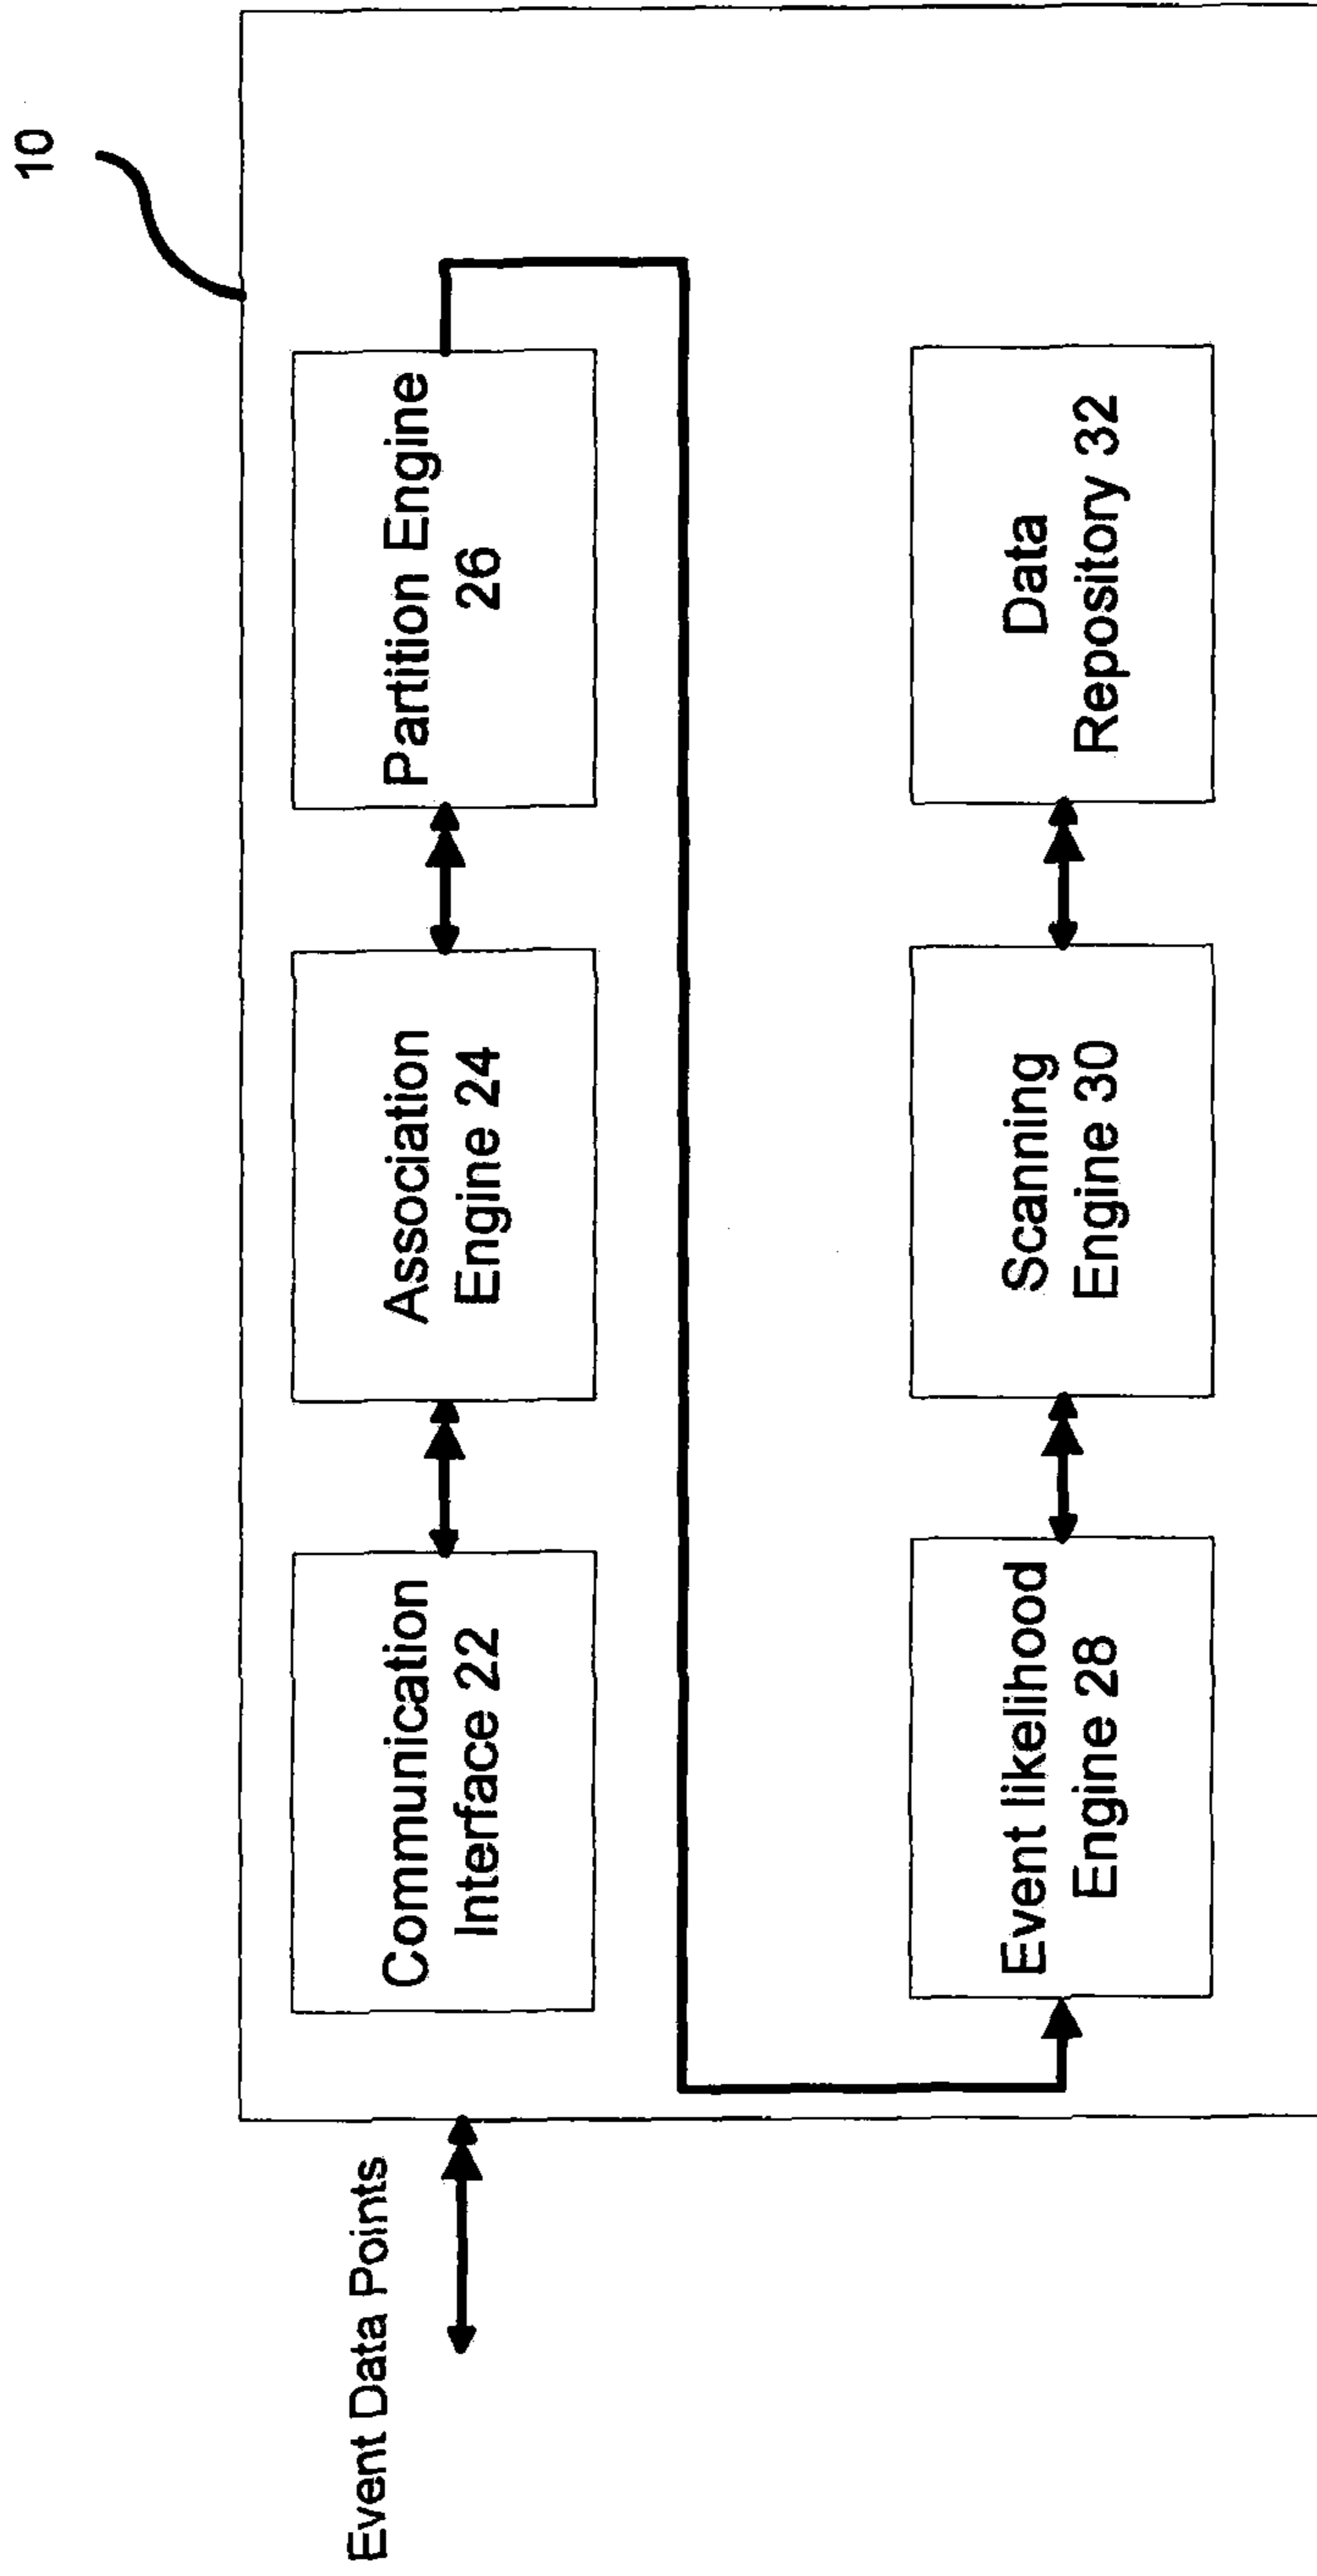 10
Communication
Interface 22
Association
Engine 24
Partition Engine
26
Event Data Points
Event likelihood
Engine 28
Scanning
Engine 30
Data
Repository 32